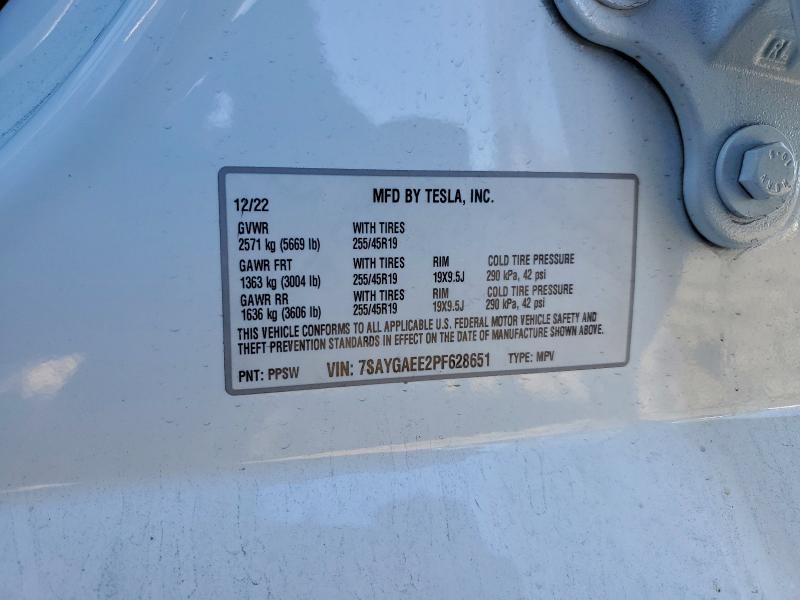 12/22 MFD BY TESLA, INC.
GVWR WITH TIRES
2571 kg (5669 lb) 255/45R19
GAWR FRT WITH TIRES RIM COLD TIRE PRESSURE
1363 kg (3004 lb) 255/45R19 19X9.5J 290 kPa, 42 psi
GAWR RR WITH TIRES RIM COLD TIRE PRESSURE
1636 kg (3606 lb) 255/45R19 19X9.5J 290 kPa, 42 psi
THIS VEHICLE CONFORMS TO ALL APPLICABLE U.S. FEDERAL MOTOR VEHICLE SAFETY AND
THEFT PREVENTION STANDARDS IN EFFECT ON THE DATE OF MANUFACTURE SHOWN ABOVE.
PNT: PPSW VIN: 7SAYGAEE2PF628651 TYPE: MPV
RL